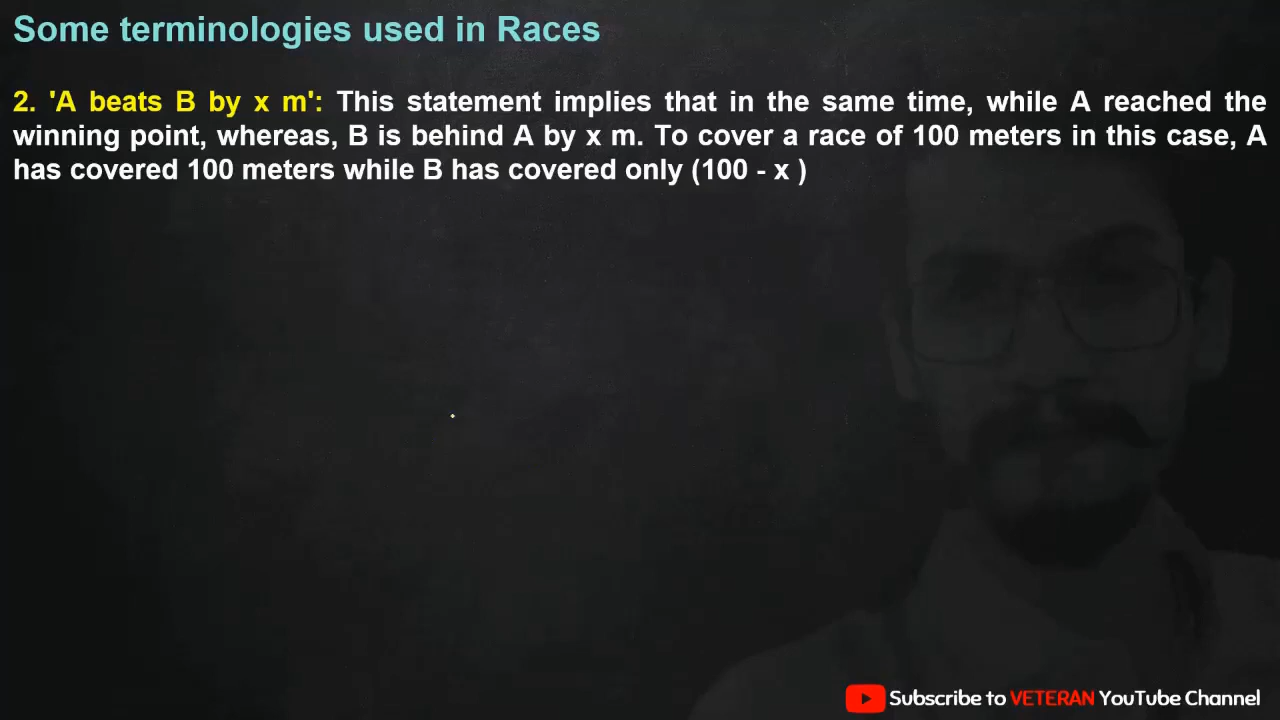 Some terminologies used in Races
2. 'A beats B by x m': This statement implies that in the same time, while A reached the
winning point, whereas, B is behind A by x m. To cover a race of 100 meters in this case, A
has covered 100 meters while B has covered only (100 - x )
Subscribe to VETERAN YouTube Channel